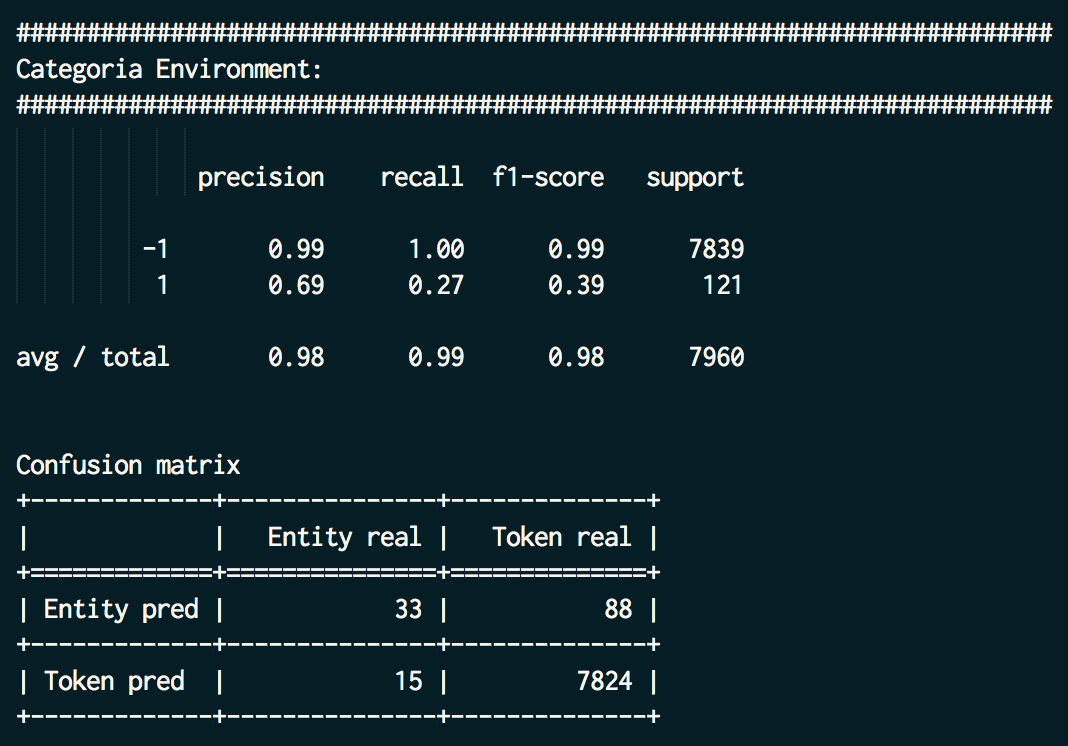 ##########################################################################
Categoria Environment:
##########################################################################
             precision    recall  f1-score   support

         -1       0.99      1.00      0.99      7839
          1       0.69      0.27      0.39       121

avg / total       0.98      0.99      0.98      7960

Confusion matrix
+-------------+---------------+--------------+
|             |   Entity real |   Token real |
+=============+===============+==============+
| Entity pred |            33 |           88 |
+-------------+---------------+--------------+
| Token pred  |            15 |         7824 |
+-------------+---------------+--------------+